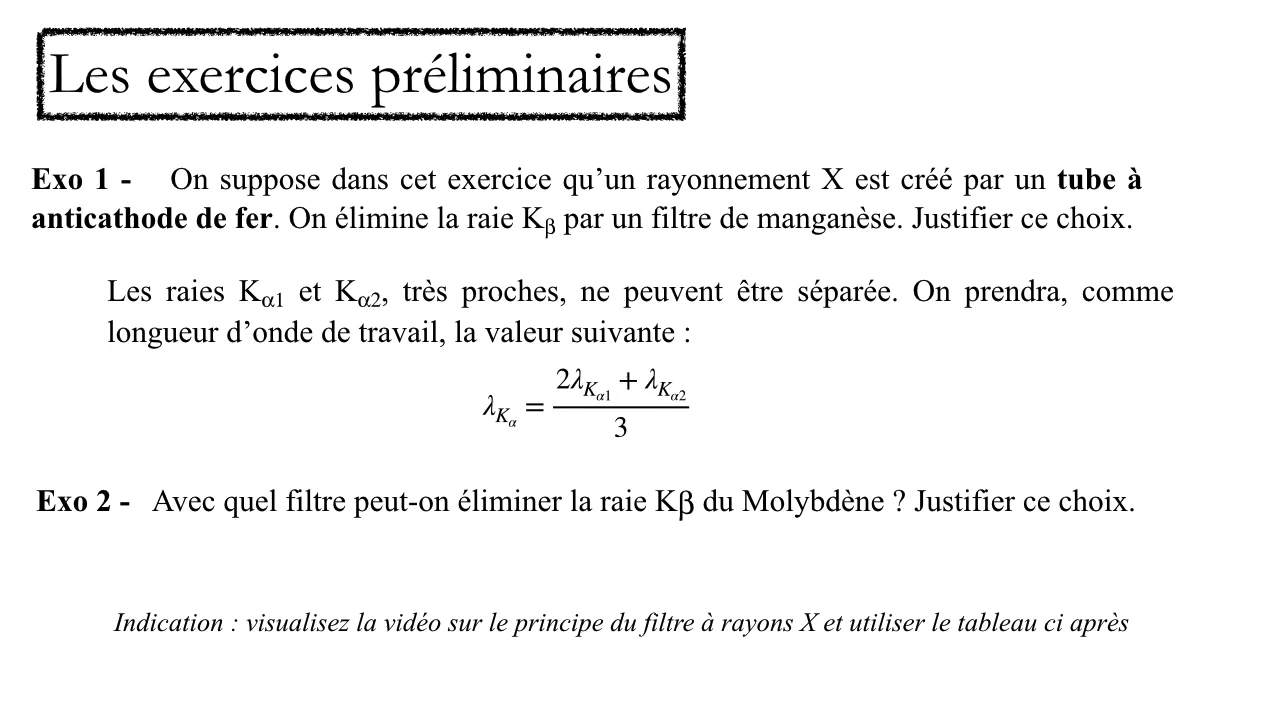 Les exercices préliminaires
Exo 1 - On suppose dans cet exercice qu’un rayonnement X est créé par un tube à
anticathode de fer. On élimine la raie Kβ par un filtre de manganèse. Justifier ce choix.
Les raies Kα1 et Kα2, très proches, ne peuvent être séparée. On prendra, comme
longueur d’onde de travail, la valeur suivante :
λKα = (2λKα1 + λKα2) / 3
Exo 2 - Avec quel filtre peut-on éliminer la raie Kβ du Molybdène ? Justifier ce choix.
Indication : visualisez la vidéo sur le principe du filtre à rayons X et utiliser le tableau ci après